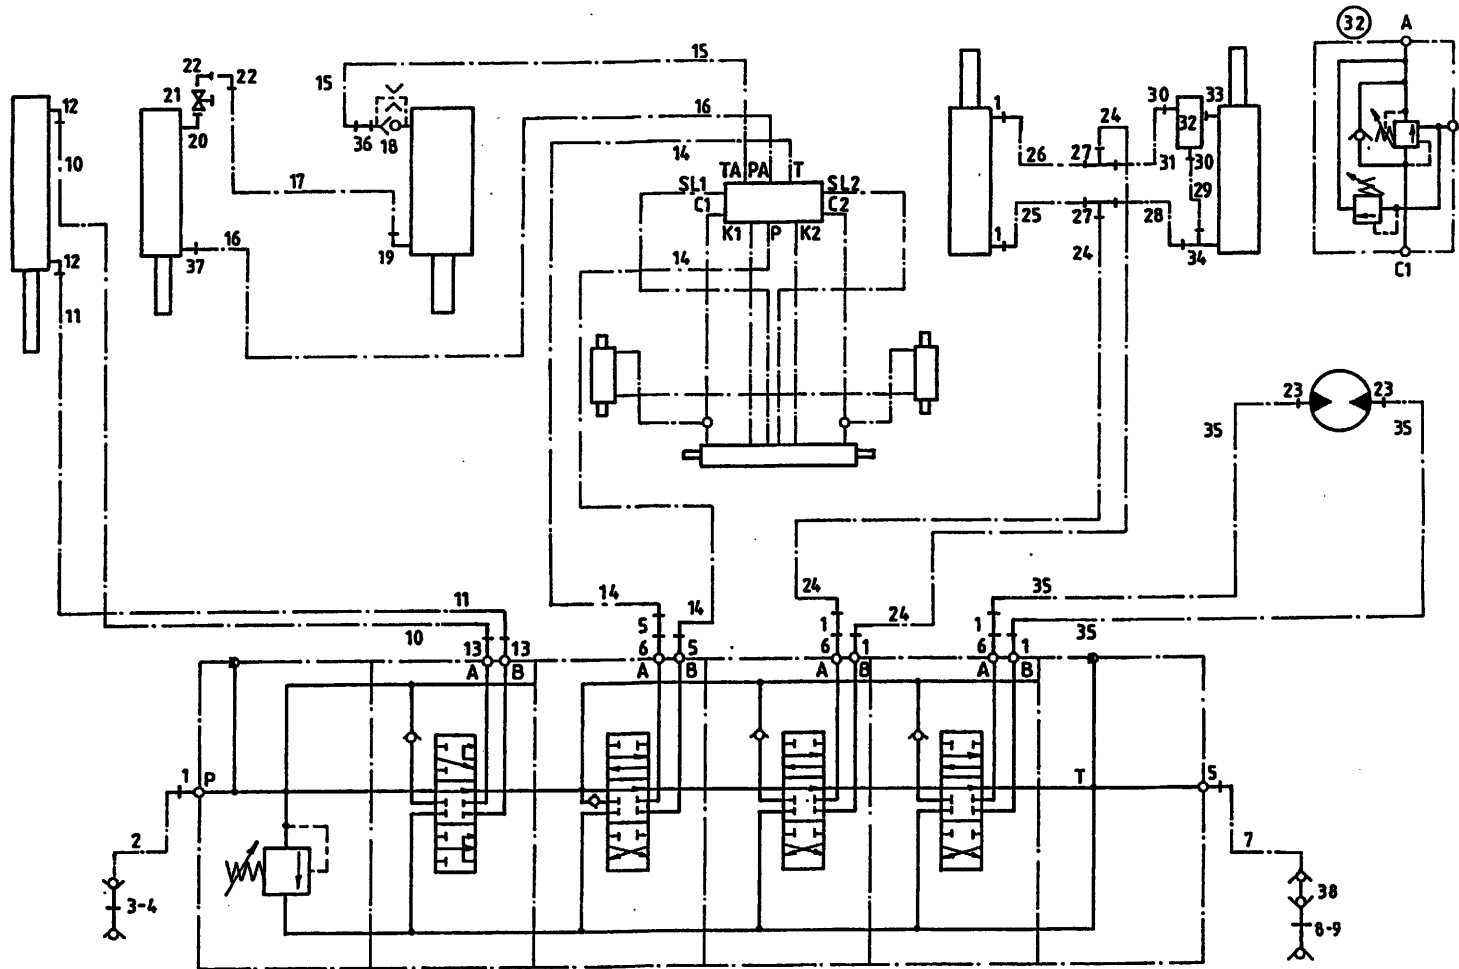 32 A
15
22 22 15
12 21 16 1 30 33
24
20 36 18 32
14 27
10 26 31 30
TA PA T
17 SL1 SL2 29
C1 C2
25 27 28
16 K1 P K2
12 37 19 14 24 34
C1
11
23 23
35 35
14 24 35
11 14 24
5 1 1 35
10
13 13 6 5 6 1 6 1
A B A B A B A B
1 P T 5
2 7
38
3-4
8-9